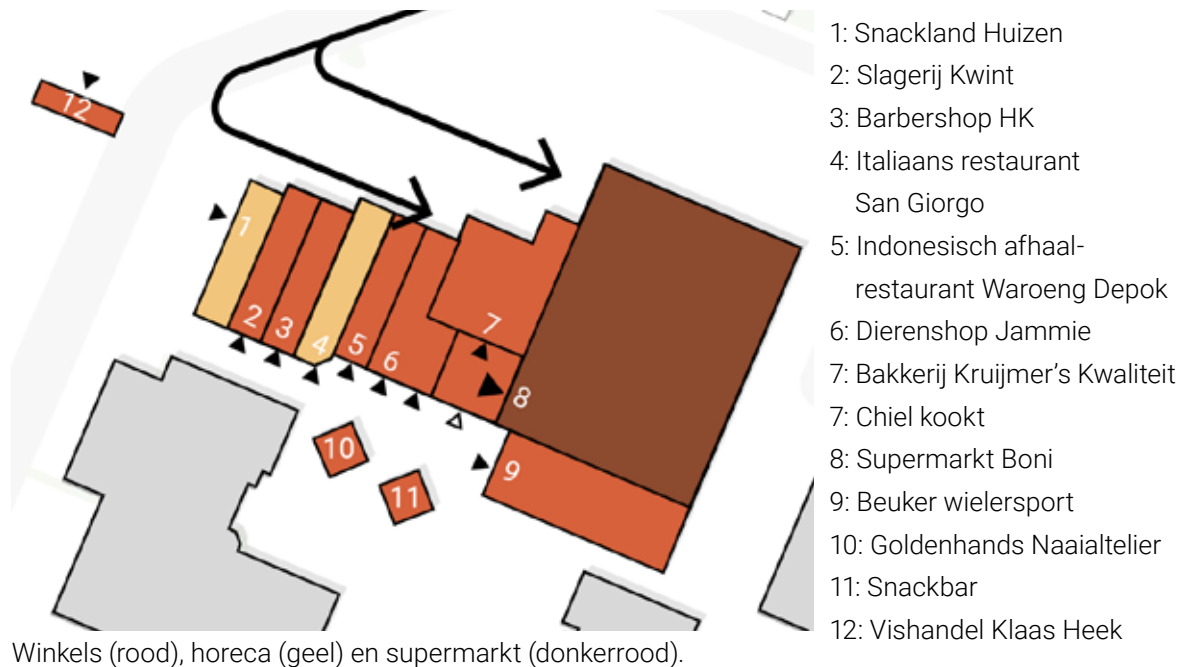 12
1
2
3
4
5
6
7
8
9
10
11
1: Snackland Huizen
2: Slagerij Kwint
3: Barbershop HK
4: Italiaans restaurant
San Giorgo
5: Indonesisch afhaal-
restaurant Waroeng Depok
6: Dierenshop Jammie
7: Bakkerij Kruijmer's Kwaliteit
7: Chiel kookt
8: Supermarkt Boni
9: Beuker wielersport
10: Goldenhands Naaialtelier
11: Snackbar
12: Vishandel Klaas Heek
Winkels (rood), horeca (geel) en supermarkt (donkerrood).